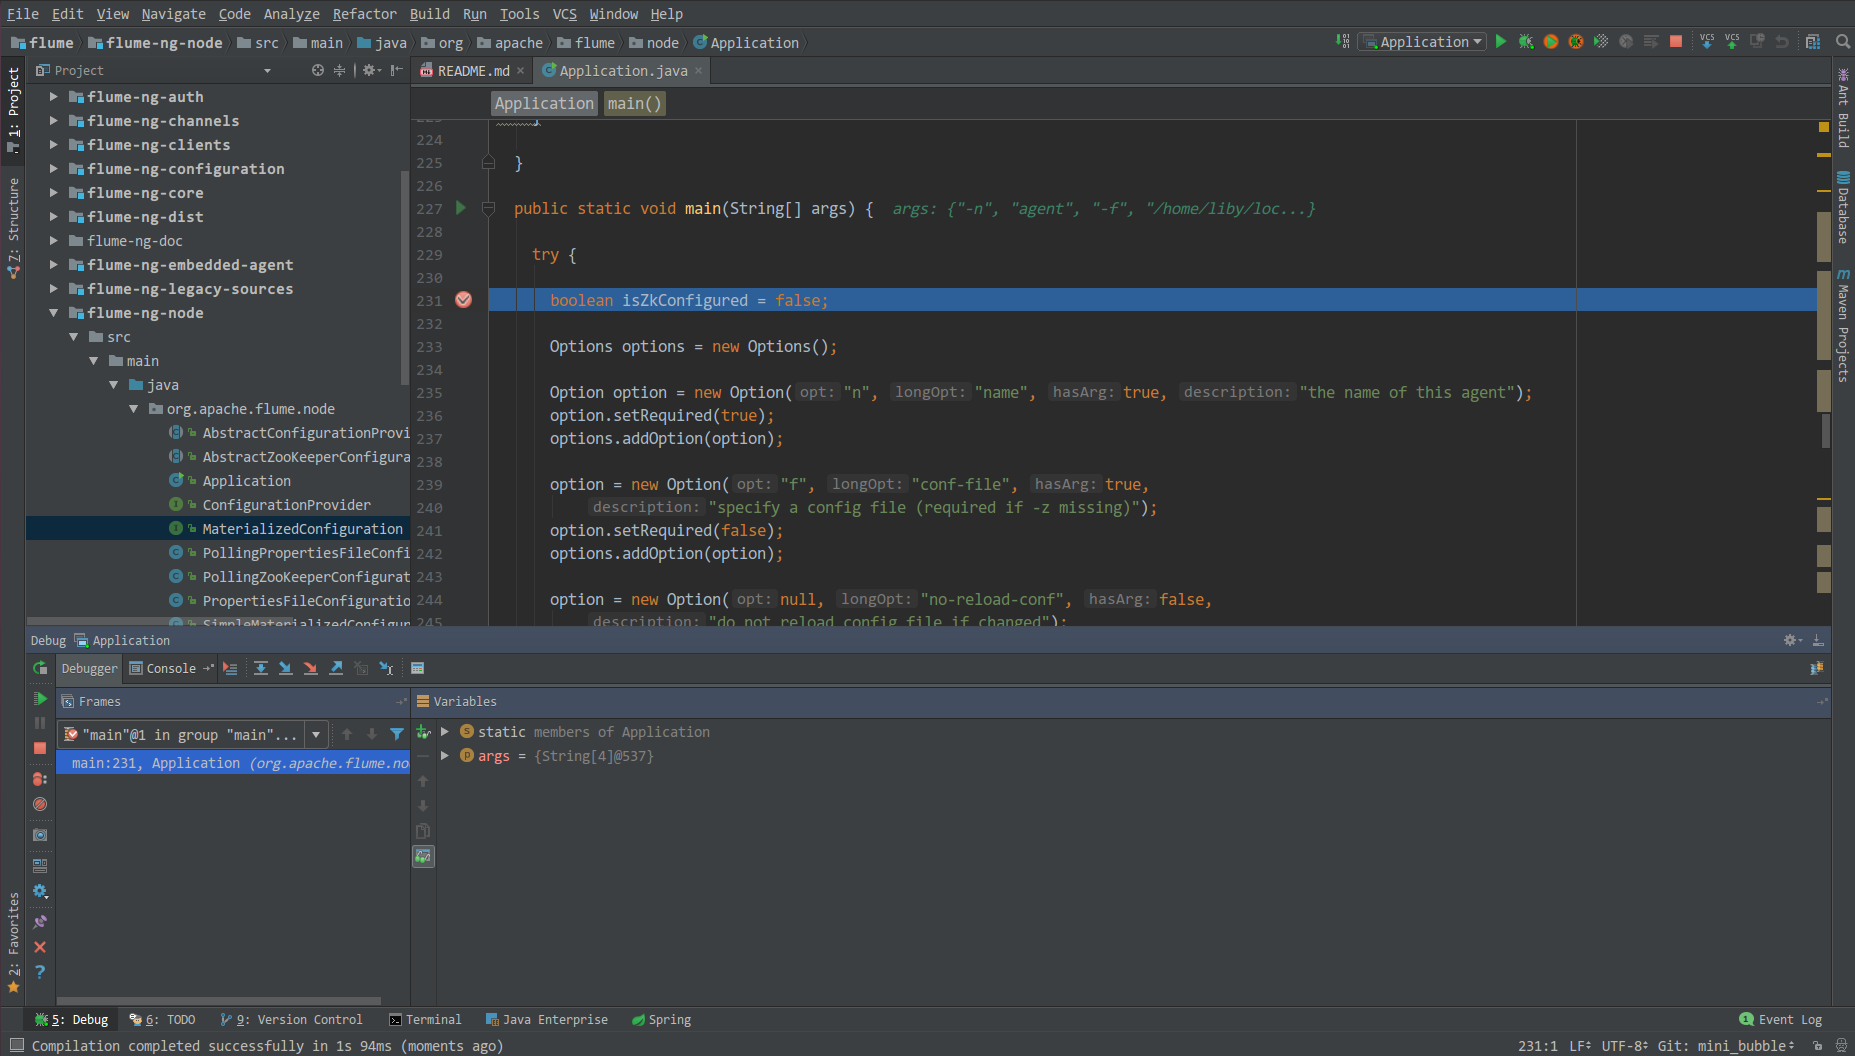 File Edit View Navigate Code Analyze Refactor Build Run Tools VCS Window Help
flume flume-ng-node src main java org apache flume node Application
Application
VCS VCS
1: Project
Z: Structure
2: Favorites
Project
flume-ng-auth
flume-ng-channels
flume-ng-clients
flume-ng-configuration
flume-ng-core
flume-ng-dist
flume-ng-doc
flume-ng-embedded-agent
flume-ng-legacy-sources
flume-ng-node
src
main
java
org.apache.flume.node
AbstractConfigurationProvi
AbstractZooKeeperConfigura
Application
ConfigurationProvider
MaterializedConfiguration
PollingPropertiesFileConfi
PollingZooKeeperConfigurat
PropertiesFileConfiguratio
SimpleMaterializedConfigur
README.md Application.java
Application main()
224
225 }
226
227 public static void main(String[] args) { args: {"-n", "agent", "-f", "/home/liby/loc...}
228
229 try {
230
231 boolean isZkConfigured = false;
232
233 Options options = new Options();
234
235 Option option = new Option( opt: "n", longOpt: "name", hasArg: true, description: "the name of this agent");
236 option.setRequired(true);
237 options.addOption(option);
238
239 option = new Option( opt: "f", longOpt: "conf-file", hasArg: true,
240 description: "specify a config file (required if -z missing)");
241 option.setRequired(false);
242 options.addOption(option);
243
244 option = new Option( opt: null, longOpt: "no-reload-conf", hasArg: false,
245 description: "do not reload config file if changed");
Ant Build
Database
Maven Projects
Debug Application
Debugger Console
Frames
"main"@1 in group "main"...
main:231, Application (org.apache.flume.no
Variables
static members of Application
args = {String[4]@537}
5: Debug 6: TODO 9: Version Control Terminal Java Enterprise Spring 1 Event Log
Compilation completed successfully in 1s 94ms (moments ago) 231:1 LF UTF-8 Git: mini_bubble